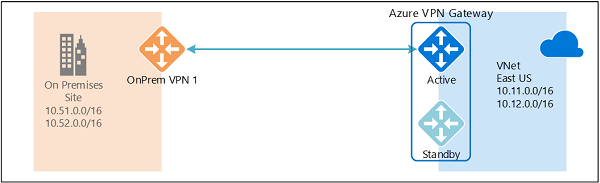 Azure VPN Gateway
On Premises
Site
10.51.0.0/16
10.52.0.0/16
OnPrem VPN 1
Active
Standby
VNet
East US
10.11.0.0/16
10.12.0.0/16